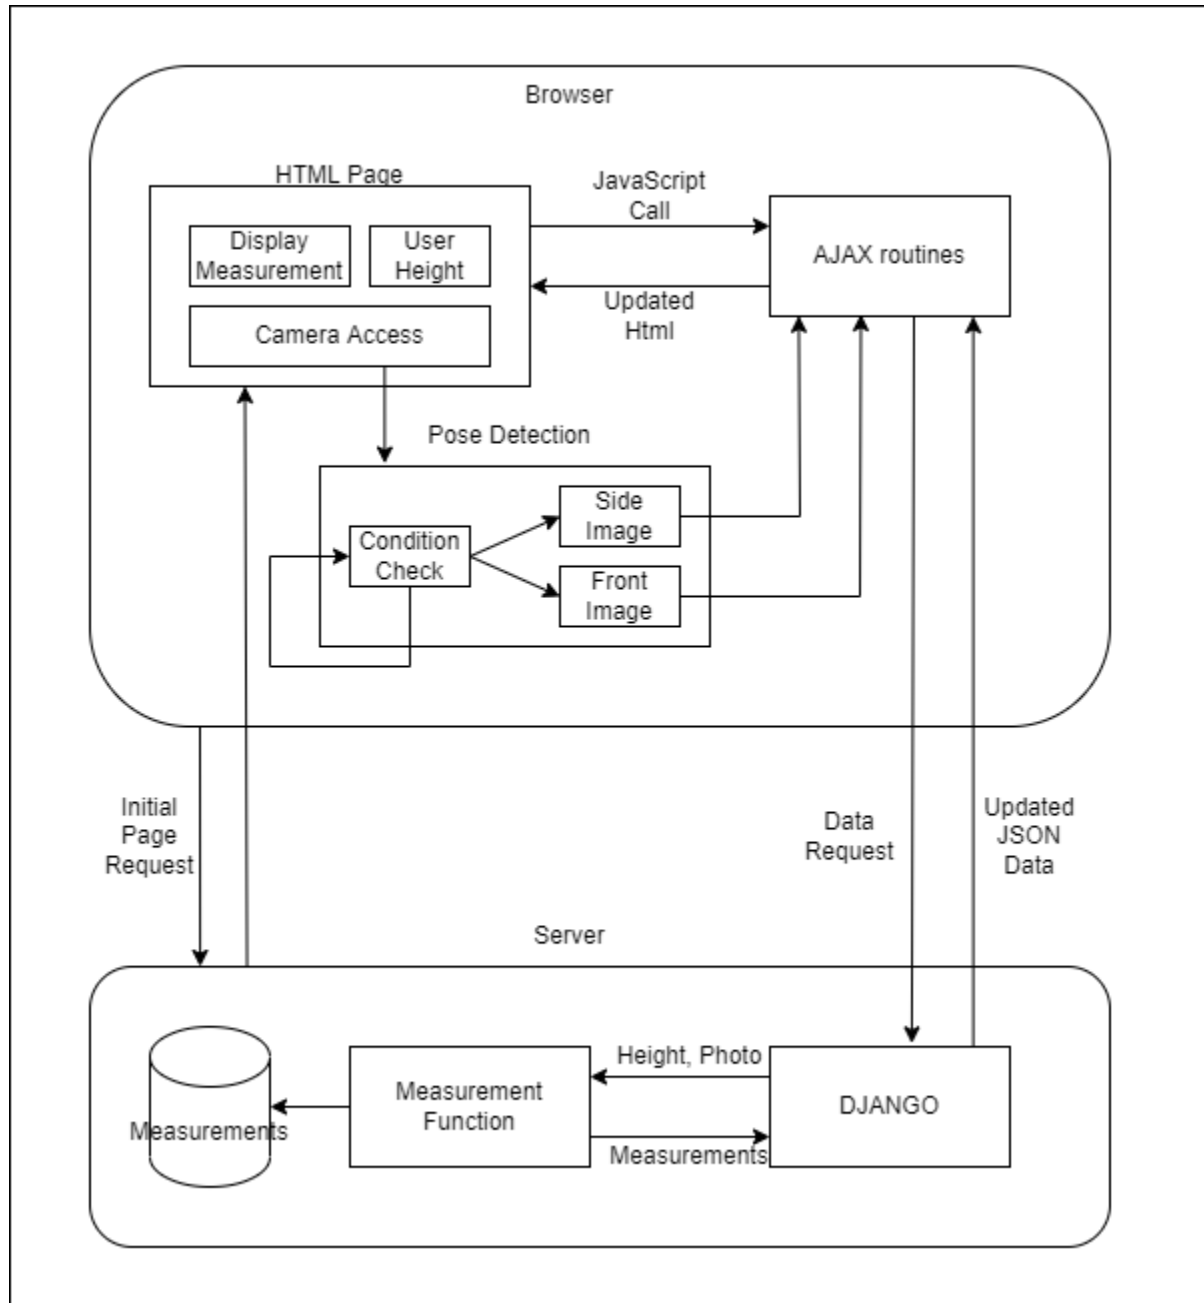 Browser
HTML Page
JavaScript
Call
Display
Measurement
User
Height
AJAX routines
Updated
Html
Camera Access
Pose Detection
Side
Image
Condition
Check
Front
Image
Initial
Page
Request
Data
Request
Updated
JSON
Data
Server
Height, Photo
Measurement
Function
DJANGO
Measurements
Measurements